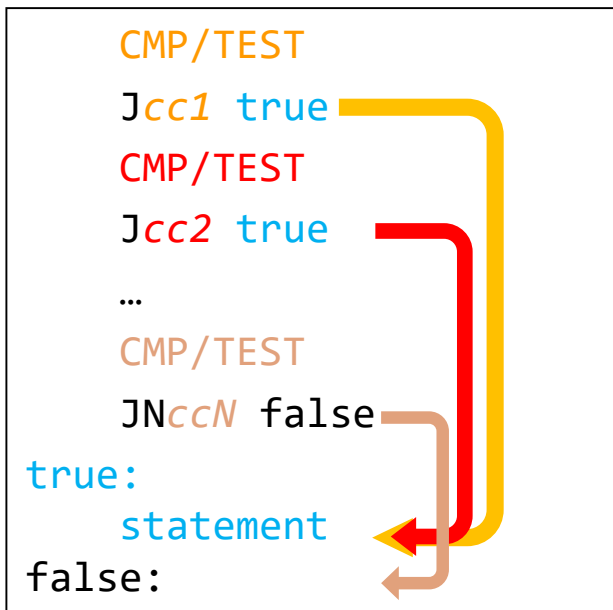 CMP/TEST
Jcc1 true
CMP/TEST
Jcc2 true
…
CMP/TEST
JNccN false
true:
statement
false: